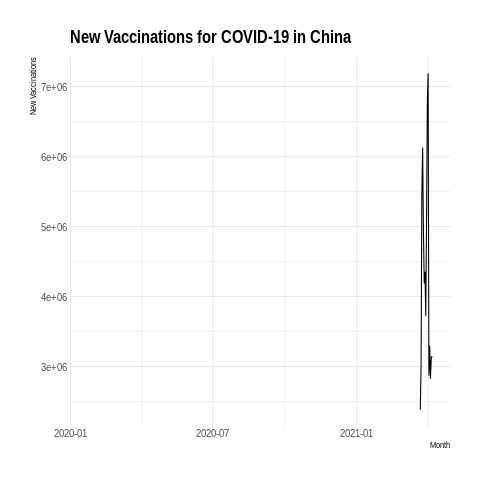 New Vaccinations for COVID-19 in China
New Vaccinations
7e+06
6e+06
5e+06
4e+06
3e+06
2020-01
2020-07
2021-01
Month